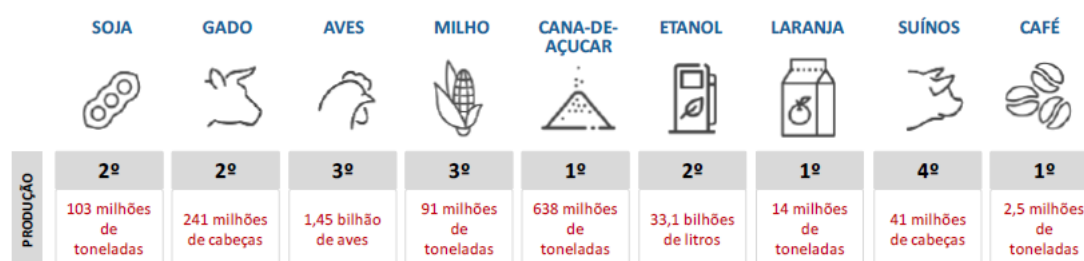 SOJA
GADO
AVES
MILHO
CANA-DE-
AÇUCAR
ETANOL
LARANJA
SUÍNOS
CAFÉ
PRODUÇÃO
2º
2º
3º
3º
1º
2º
1º
4º
1º
103 milhões
de
toneladas
241 milhões
de cabeças
1,45 bilhão
de aves
91 milhões
de
toneladas
638 milhões
de
toneladas
33,1 bilhões
de litros
14 milhões
de
toneladas
41 milhões
de cabeças
2,5 milhões
de
toneladas